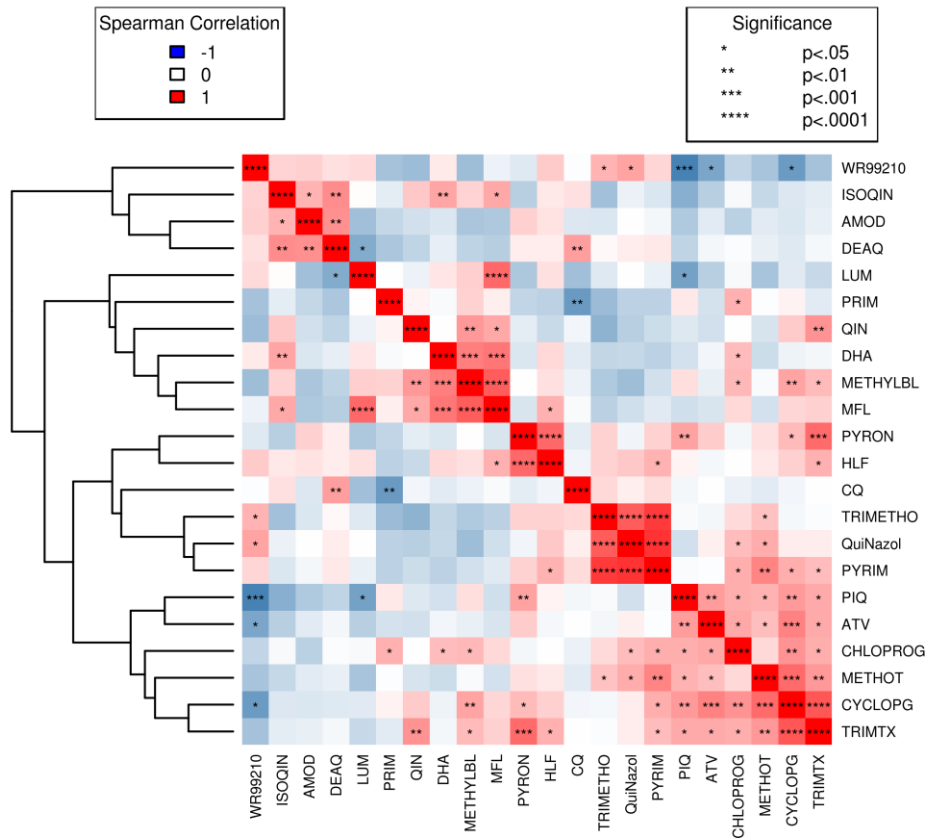 Spearman Correlation
-1
0
1
Significance
* p<.05
** p<.01
*** p<.001
**** p<.0001
**** * * *** * * WR99210
**** * ** ** * ISOQIN
* **** ** AMOD
** ** **** * ** DEAQ
* **** **** * LUM
**** ** * PRIM
**** ** * ** QIN
** **** *** *** * DHA
** *** **** **** * ** * METHYLBL
* **** * *** **** **** * MFL
**** **** ** * *** PYRON
* **** **** * * HLF
** ** **** CQ
* **** **** **** * TRIMETHO
* **** **** **** * * QuiNazol
* **** **** **** * ** * * PYRIM
*** * ** **** ** * * ** * PIQ
* ** **** * * *** * ATV
* * * * * * * **** ** * CHLOPROG
* * ** * * **** *** ** METHOT
* ** * * ** *** ** *** **** **** CYCLOPG
** * *** * * * * * ** **** **** TRIMTX
WR99210 ISOQIN AMOD DEAQ LUM PRIM QIN DHA METHYLBL MFL PYRON HLF CQ TRIMETHO QuiNazol PYRIM PIQ ATV CHLOPROG METHOT CYCLOPG TRIMTX